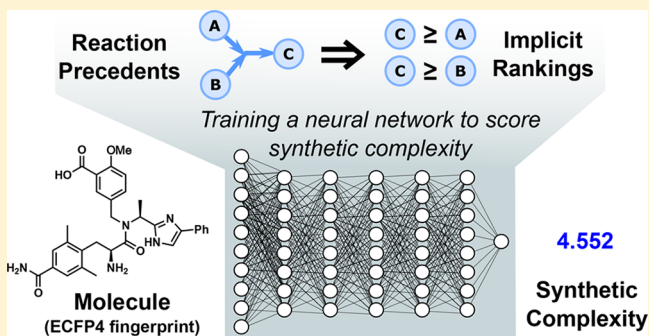 Reaction
Precedents
A
B
C
C ≥ A
C ≥ B
Implicit
Rankings
Training a neural network to score
synthetic complexity
O
OMe
HO
N
N
Ph
HN
O
NH2
H2N
O
Molecule
(ECFP4 fingerprint)
4.552
Synthetic
Complexity